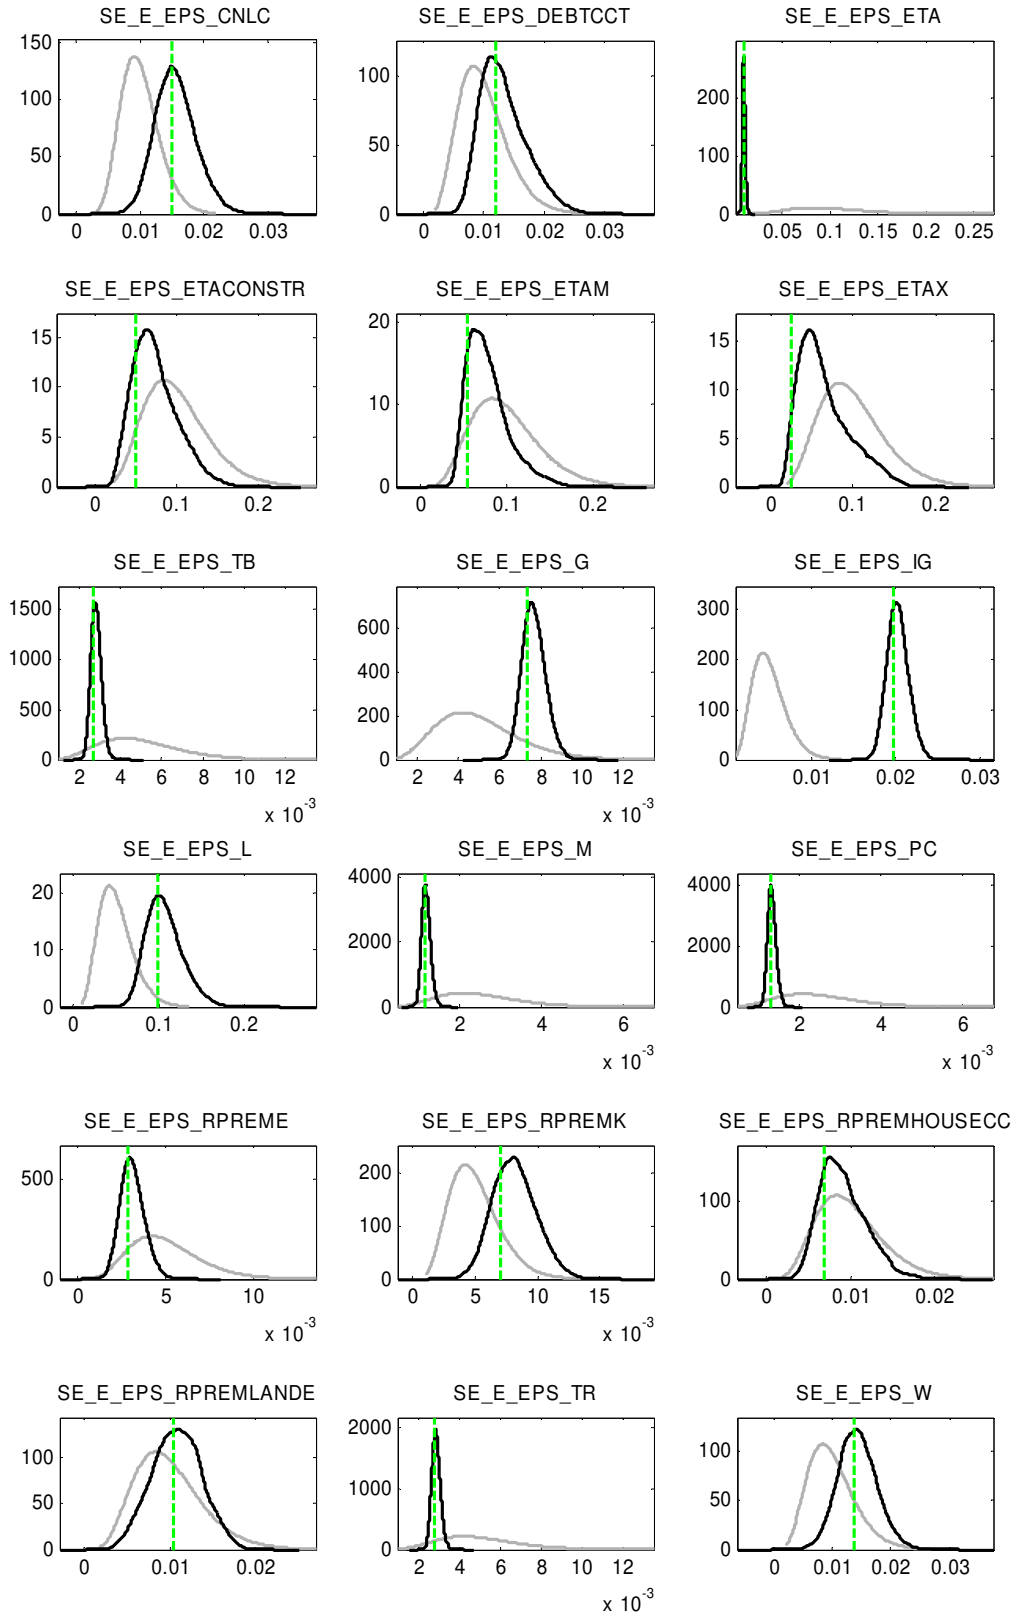 SE_E_EPS_CNLC SE_E_EPS_DEBTCCT SE_E_EPS_ETA
150
100
50
0
0 0.01 0.02 0.03
100
50
0
0 0.01 0.02 0.03
300
200
100
0
0.05 0.1 0.15 0.2 0.25
SE_E_EPS_ETACONSTR SE_E_EPS_ETAM SE_E_EPS_ETAX
15
10
5
0
0 0.1 0.2
20
10
0
0 0.1 0.2
15
10
5
0
0 0.1 0.2
SE_E_EPS_TB SE_E_EPS_G SE_E_EPS_IG
1500
1000
500
0
2 4 6 8 10 12
x 10-3
600
400
200
0
2 4 6 8 10 12
x 10-3
300
200
100
0
0.01 0.02 0.03
SE_E_EPS_L SE_E_EPS_M SE_E_EPS_PC
20
10
0
0 0.1 0.2
4000
2000
0
2 4 6
x 10-3
4000
2000
0
2 4 6
x 10-3
SE_E_EPS_RPREME SE_E_EPS_RPREMK SE_E_EPS_RPREMHOUSECC
500
0
5 10
x 10-3
200
100
0
0 5 10 15
x 10-3
100
0
0 0.01 0.02
SE_E_EPS_RPREMLANDE SE_E_EPS_TR SE_E_EPS_W
100
50
0
0 0.01 0.02
2000
1000
0
2 4 6 8 10 12
x 10-3
100
50
0
0 0.01 0.02 0.03